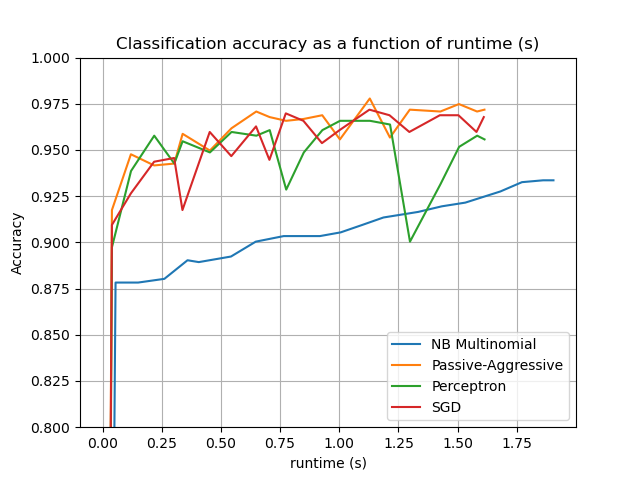 Classification accuracy as a function of runtime (s)
1.000
0.975
0.950
0.925
0.900
0.875
0.850
0.825
0.800
Accuracy
NB Multinomial
Passive-Aggressive
Perceptron
SGD
0.00 0.25 0.50 0.75 1.00 1.25 1.50 1.75
runtime (s)